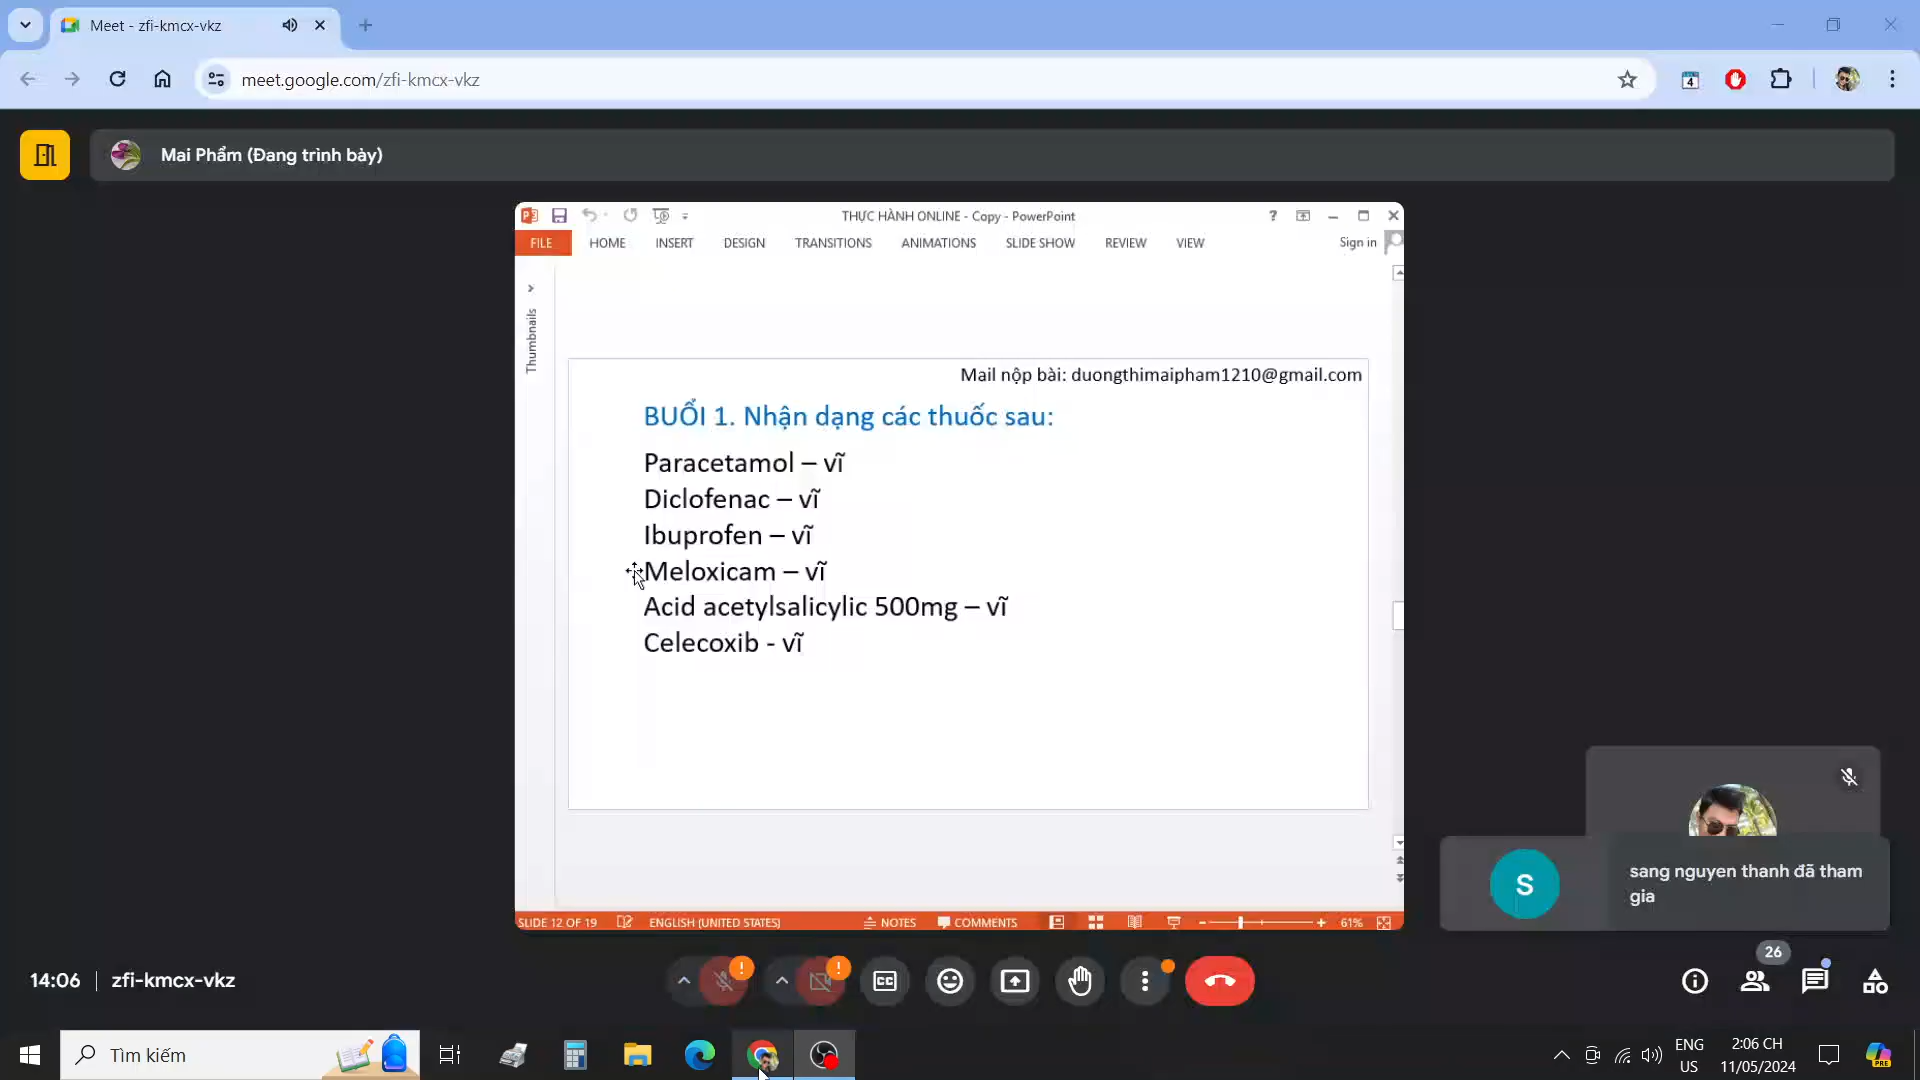 Meet - zfi-kmcx-vkz
meet.google.com/zfi-kmcx-vkz
4
Mai Phẩm (Đang trình bày)
THỰC HÀNH ONLINE - Copy - PowerPoint
?
FILE HOME INSERT DESIGN TRANSITIONS ANIMATIONS SLIDE SHOW REVIEW VIEW Sign in
Thumbnails
Mail nộp bài: duongthimaipham1210@gmail.com
BUỔI 1. Nhận dạng các thuốc sau:
Paracetamol – vĩ
Diclofenac – vĩ
Ibuprofen – vĩ
Meloxicam – vĩ
Acid acetylsalicylic 500mg – vĩ
Celecoxib - vĩ
S
sang nguyen thanh đã tham
gia
SLIDE 12 OF 19 ENGLISH (UNITED STATES) NOTES COMMENTS 61%
14:06 zfi-kmcx-vkz
CC
26
Tìm kiếm
ENG
US
2:06 CH
11/05/2024
PRE